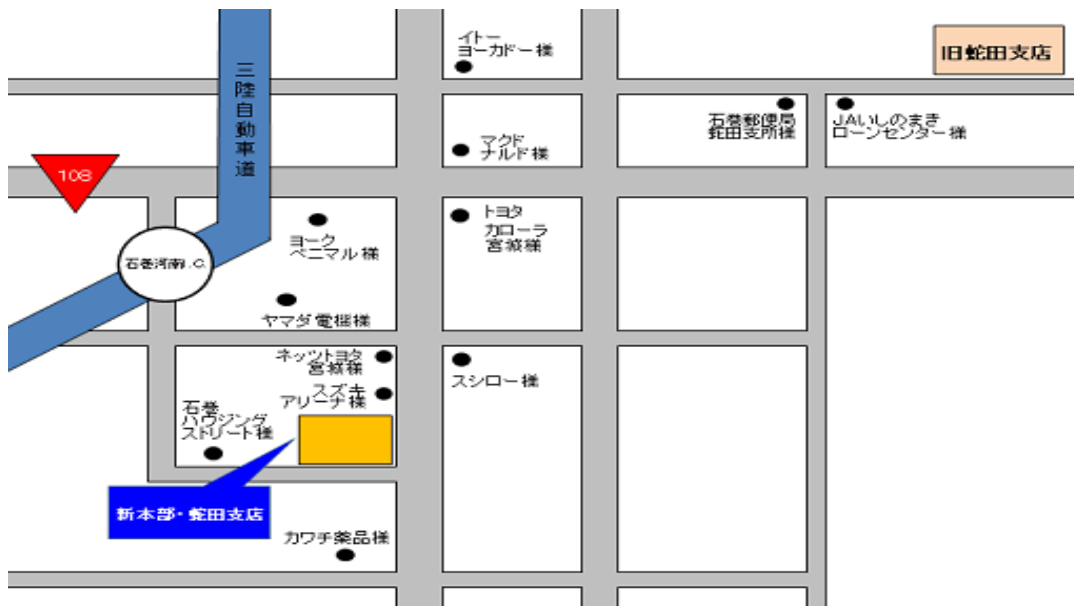 イトー
ヨーカドー様
旧蛇田支店
三陸自動車道
石巻郵便局
蛇田支所様
JAいしのまき
ローンセンター様
マクド
ナルド様
108
トヨタ
カローラ
宮城様
ヨーク
ベニマル様
石巻河南I.C.
ヤマダ電機様
ネッツトヨタ
宮城様
スシロー様
スズキ
アリーナ様
石巻
ハウジング
ストリート様
新本部・蛇田支店
カワチ薬品様